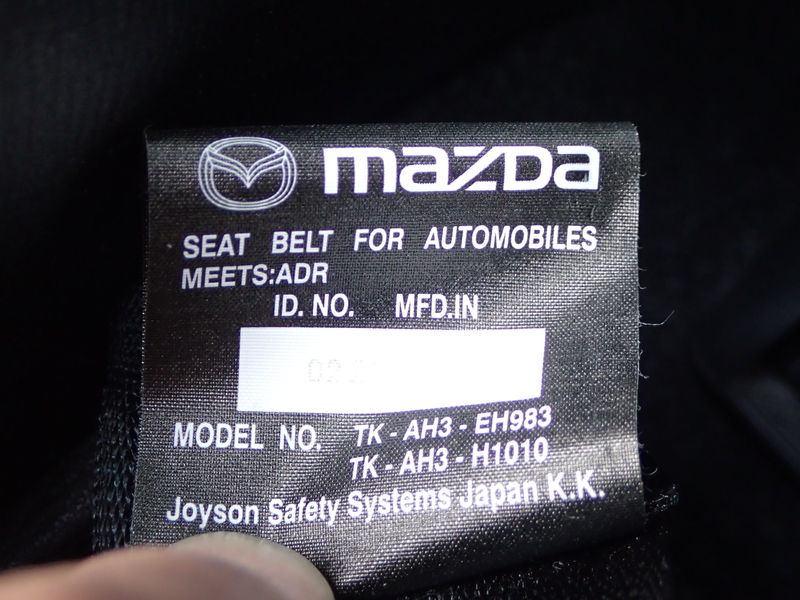 mazda
SEAT BELT FOR AUTOMOBILES
MEETS:ADR
ID. NO. MFD.IN
MODEL NO. TK - AH3 - EH983
TK - AH3 - H1010
Joyson Safety Systems Japan K.K.